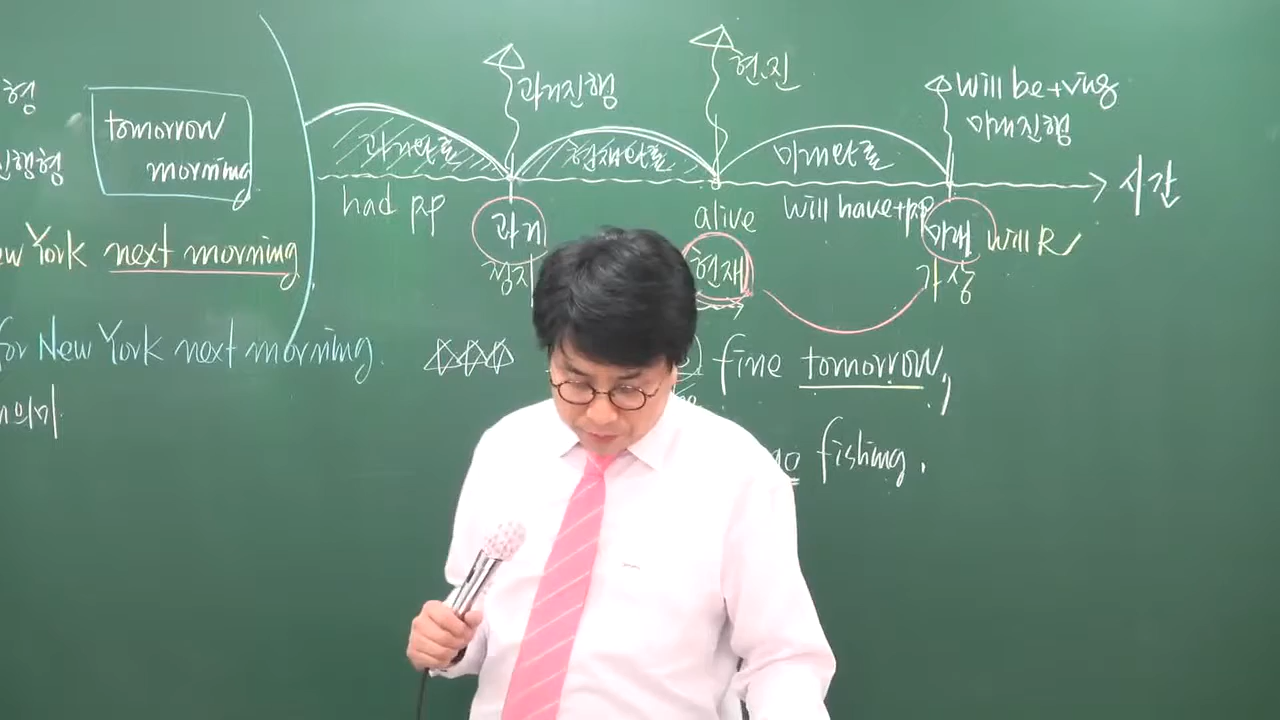 형
진행형
tomorrow
morning
ew York next morning
for New York next morning.
의미
과거진행
현.진
will be + ving
미래진행
과거완료
현재완료
미래완료
시간
had pp
과거
정지
alive
현재
will have + p.p
미래
will R
가상
fine tomorrow,
go fishing.